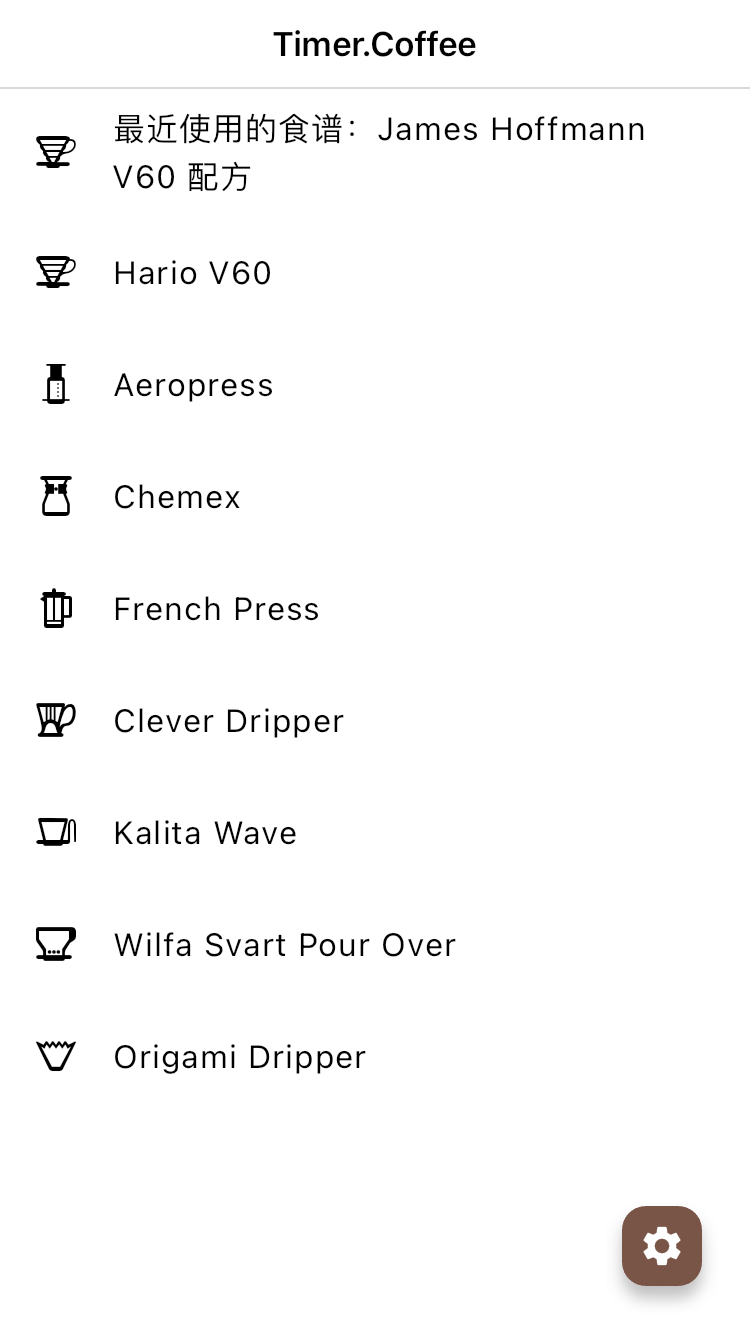 Timer.Coffee
最近使用的食谱：James Hoffmann
V60 配方
Hario V60
Aeropress
Chemex
French Press
Clever Dripper
Kalita Wave
Wilfa Svart Pour Over
Origami Dripper